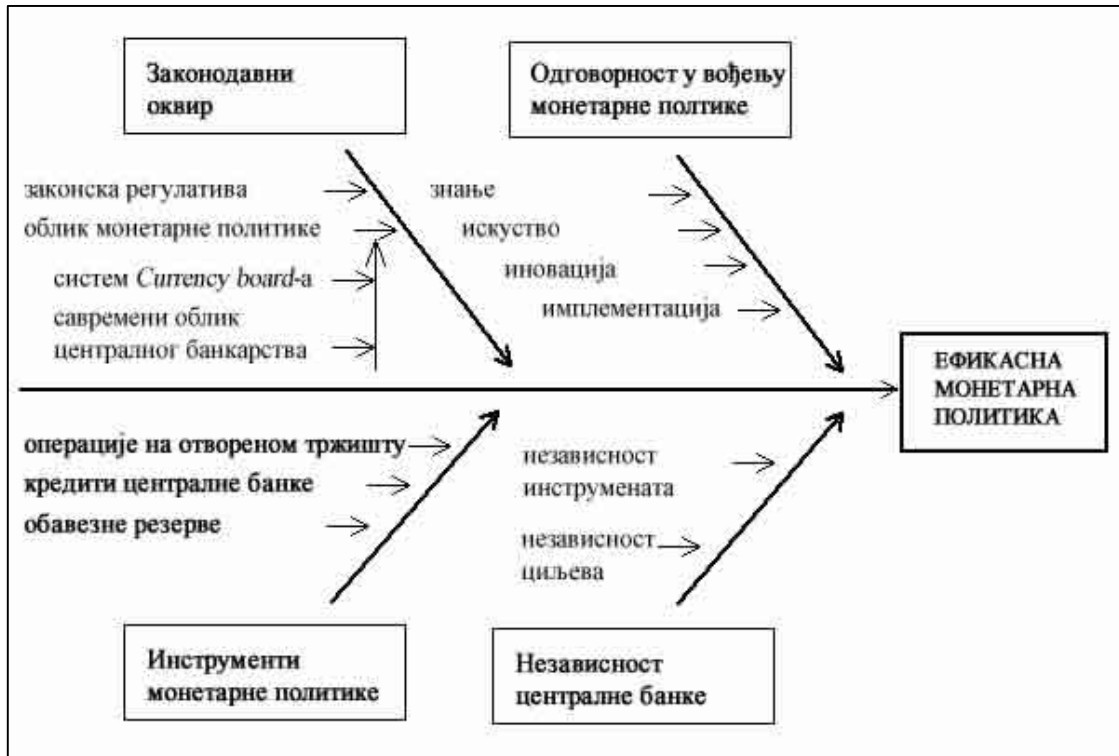 Законодавни
оквир
Одговорност у вођењу
монетарне полтике
законска регулатива
облик монетарне политике
систем Currency board-а
савремени облик
централног банкарства
знање
искуство
иновација
имплементација
ЕФИКАСНА
МОНЕТАРНА
ПОЛИТИКА
операције на отвореном тржишту
кредити централне банке
обавезне резерве
независност
инструмената
независност
циљева
Инструменти
монетарне политике
Независност
централне банке